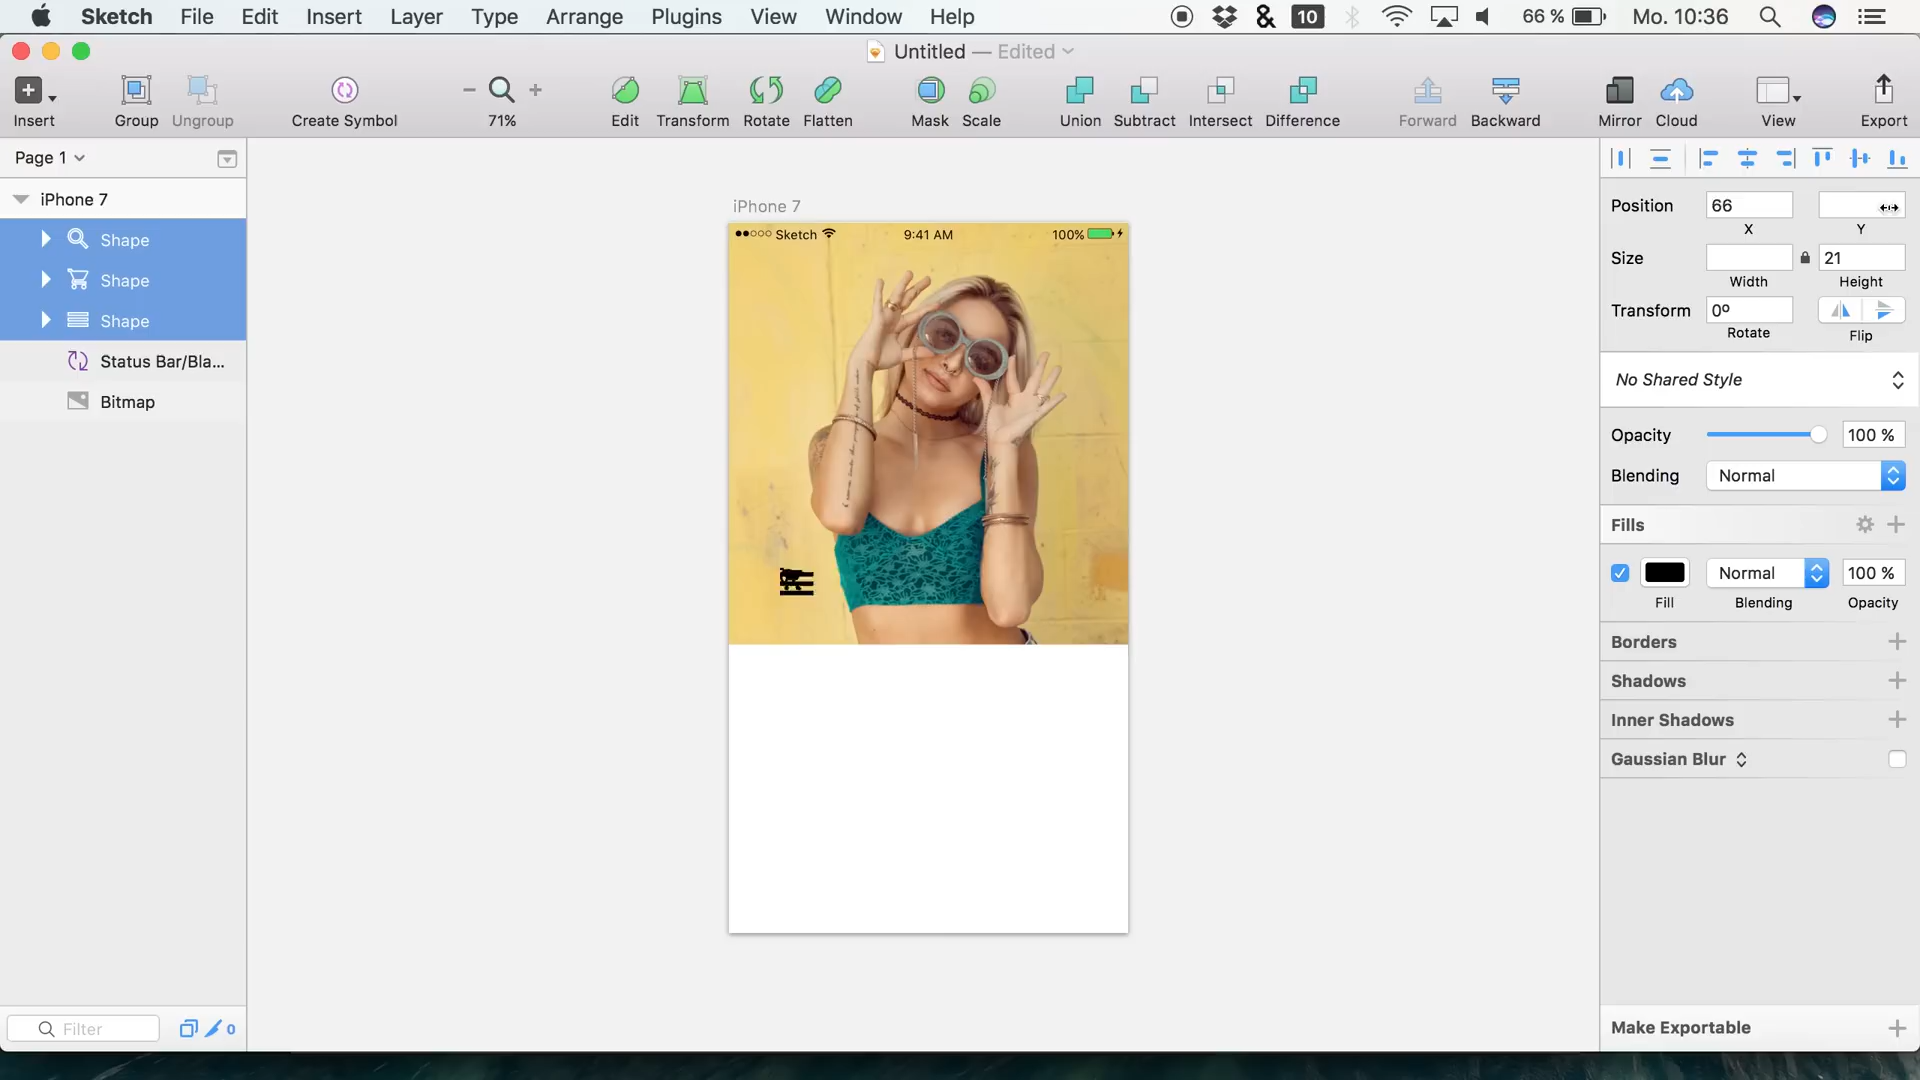 Sketch File Edit Insert Layer Type Arrange Plugins View Window Help 10 66 % Mo. 10:36
Untitled — Edited
Insert Group Ungroup Create Symbol 71% Edit Transform Rotate Flatten Mask Scale Union Subtract Intersect Difference Forward Backward Mirror Cloud View Export
Page 1
iPhone 7
Shape
Shape
Shape
Status Bar/Bla...
Bitmap
Filter
0
iPhone 7
Sketch 9:41 AM 100%
Position 66
X Y
Size 21
Width Height
Transform 0º
Rotate Flip
No Shared Style
Opacity 100 %
Blending Normal
Fills
Normal 100 %
Fill Blending Opacity
Borders
Shadows
Inner Shadows
Gaussian Blur
Make Exportable